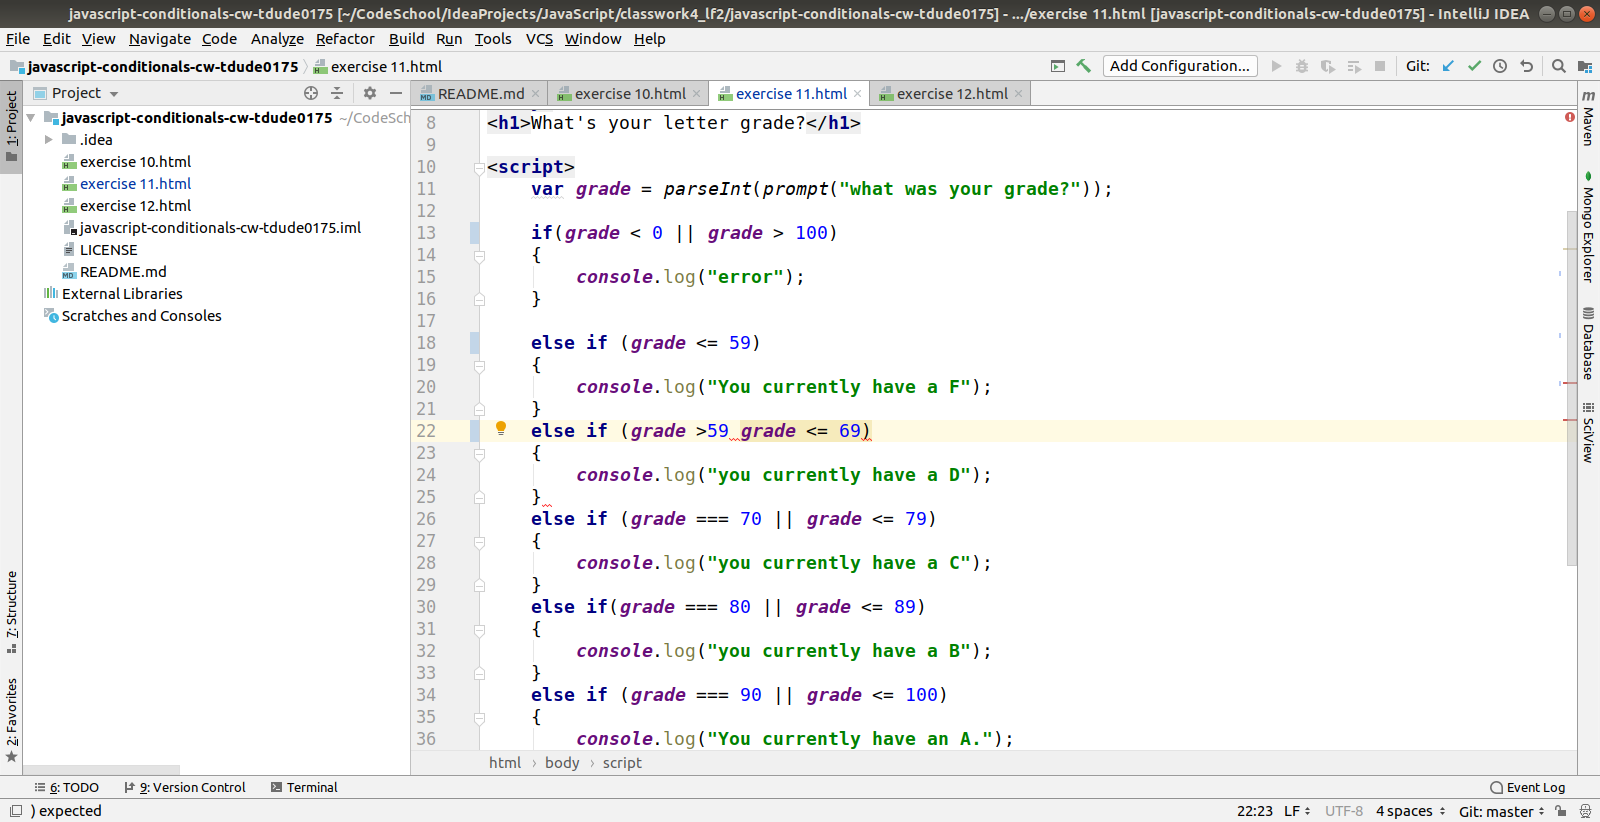 javascript-conditionals-cw-tdude0175 [~/CodeSchool/IdeaProjects/JavaScript/classwork4_lf2/javascript-conditionals-cw-tdude0175] - .../exercise 11.html [javascript-conditionals-cw-tdude0175] - IntelliJ IDEA
File Edit View Navigate Code Analyze Refactor Build Run Tools VCS Window Help
javascript-conditionals-cw-tdude0175 exercise 11.html Add Configuration... Git:
Project README.md exercise 10.html exercise 11.html exercise 12.html
javascript-conditionals-cw-tdude0175 ~/CodeSch
.idea
exercise 10.html
exercise 11.html
exercise 12.html
javascript-conditionals-cw-tdude0175.iml
LICENSE
README.md
External Libraries
Scratches and Consoles
1: Project
7: Structure
2: Favorites
8 <h1>What's your letter grade?</h1>
9
10 <script>
11 var grade = parseInt(prompt("what was your grade?"));
12
13 if(grade < 0 || grade > 100)
14 {
15 console.log("error");
16 }
17
18 else if (grade <= 59)
19 {
20 console.log("You currently have a F");
21 }
22 else if (grade >59 grade <= 69)
23 {
24 console.log("you currently have a D");
25 }
26 else if (grade === 70 || grade <= 79)
27 {
28 console.log("you currently have a C");
29 }
30 else if(grade === 80 || grade <= 89)
31 {
32 console.log("you currently have a B");
33 }
34 else if (grade === 90 || grade <= 100)
35 {
36 console.log("You currently have an A.");
html › body › script
m Maven
Mongo Explorer
Database
SciView
6: TODO 9: Version Control Terminal Event Log
) expected 22:23 LF UTF-8 4 spaces Git: master